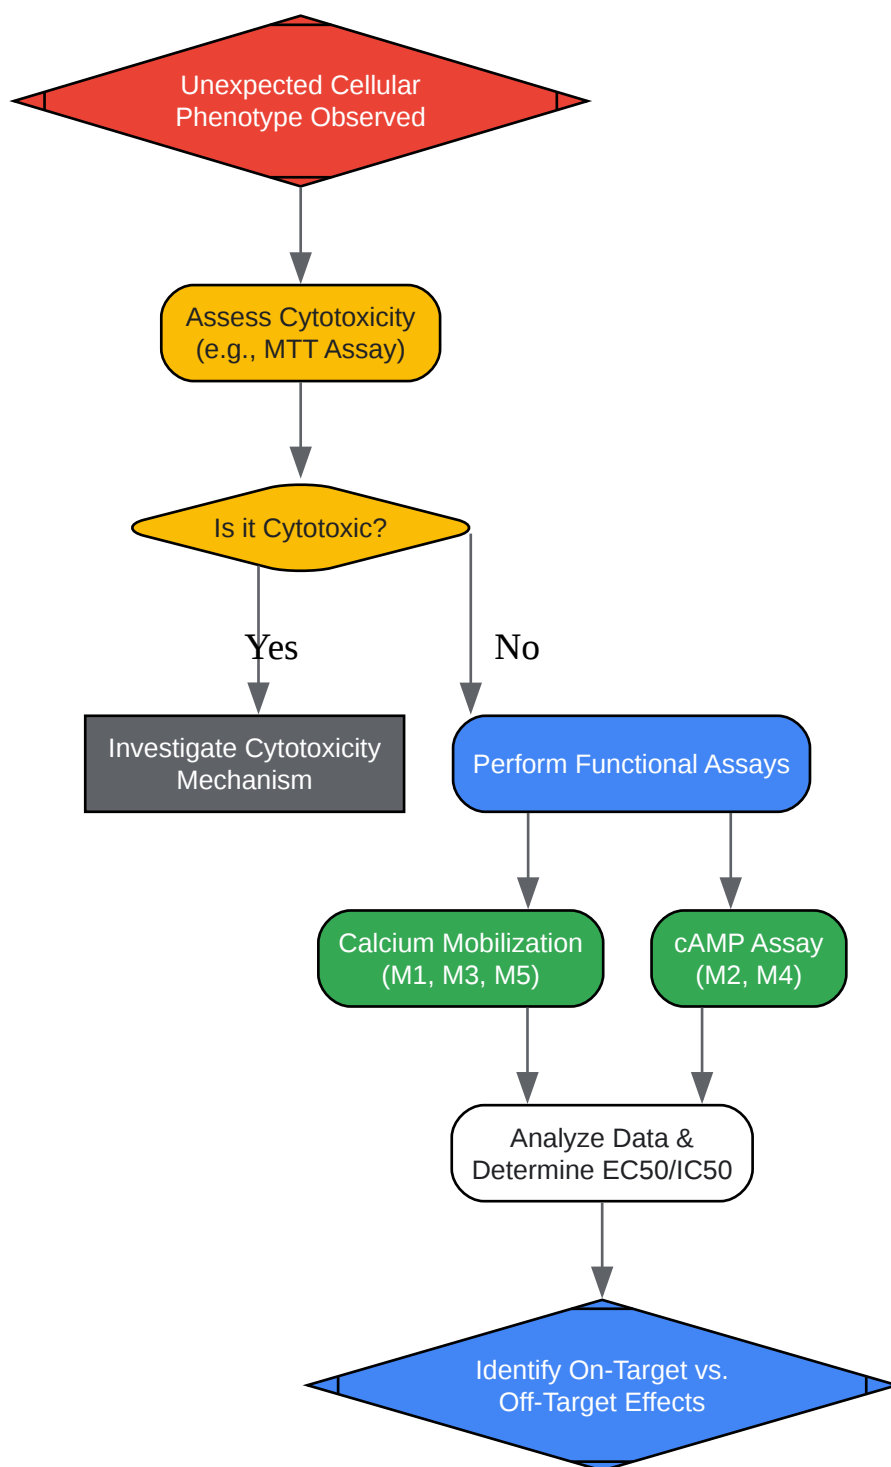 Unexpected Cellular
Phenotype Observed
Assess Cytotoxicity
(e.g., MTT Assay)
Is it Cytotoxic?
Yes
No
Investigate Cytotoxicity
Mechanism
Perform Functional Assays
Calcium Mobilization
(M1, M3, M5)
cAMP Assay
(M2, M4)
Analyze Data &
Determine EC50/IC50
Identify On-Target vs.
Off-Target Effects